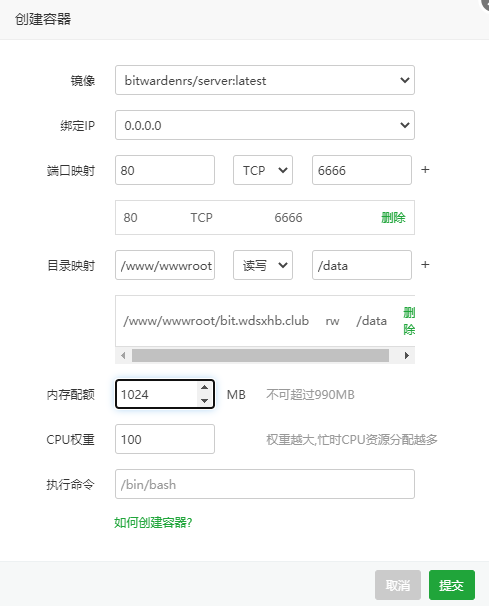 创建容器
镜像 bitwardenrs/server:latest
绑定IP 0.0.0.0
端口映射 80 TCP 6666 +
80 TCP 6666 删除
目录映射 /www/wwwroot 读写 /data +
/www/wwwroot/bit.wdsxhb.club rw /data 删除
内存配额 1024 MB 不可超过990MB
CPU权重 100 权重越大,忙时CPU资源分配越多
执行命令 /bin/bash
如何创建容器?
取消 提交